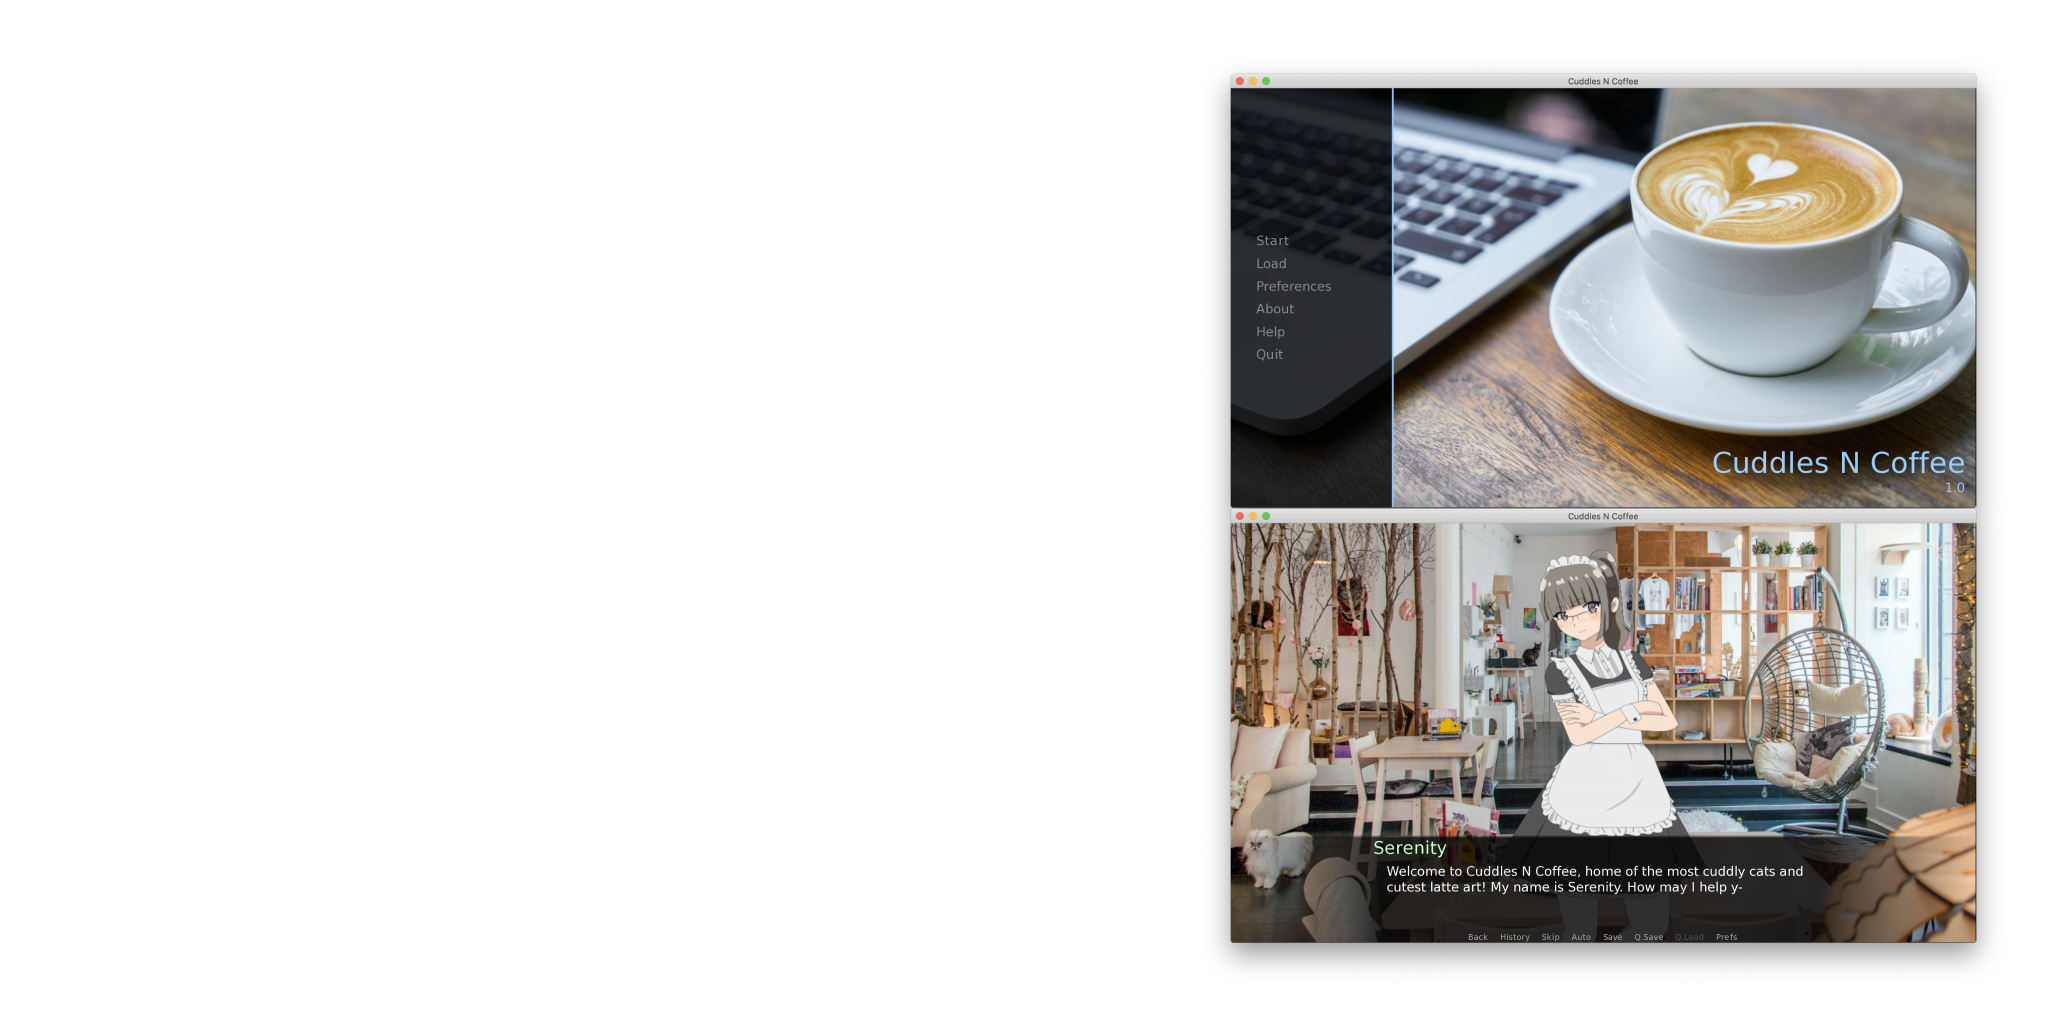 Cuddles N Coffee
Start
Load
Preferences
About
Help
Quit
Cuddles N Coffee
1.0
Cuddles N Coffee
Serenity
Welcome to Cuddles N Coffee, home of the most cuddly cats and
cutest latte art! My name is Serenity. How may I help y-
Back History Skip Auto Save Q.Save Q.Load Prefs